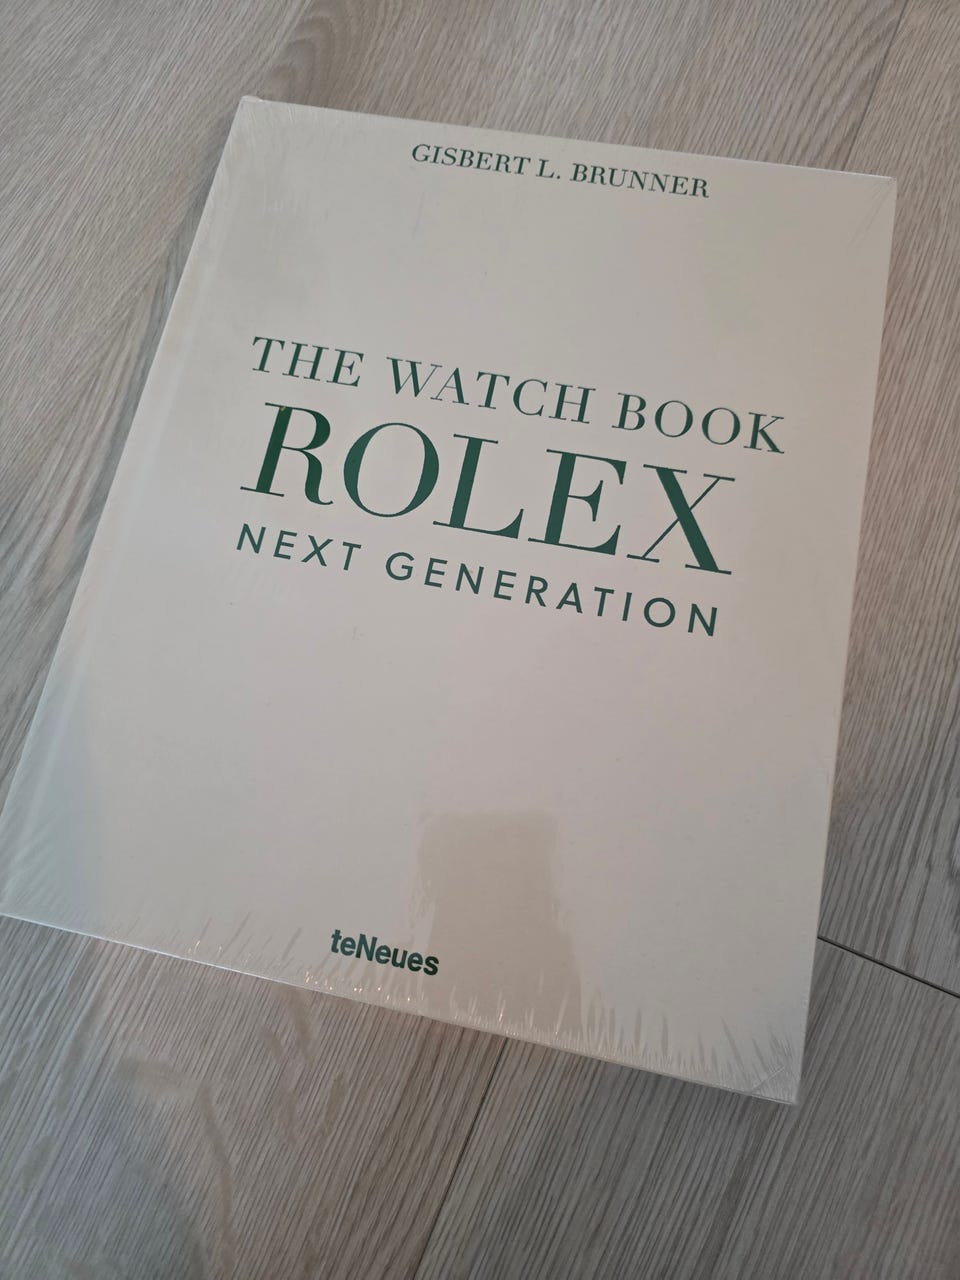 GISBERT L. BRUNNER
THE WATCH BOOK
ROLEX
NEXT GENERATION
teNeues